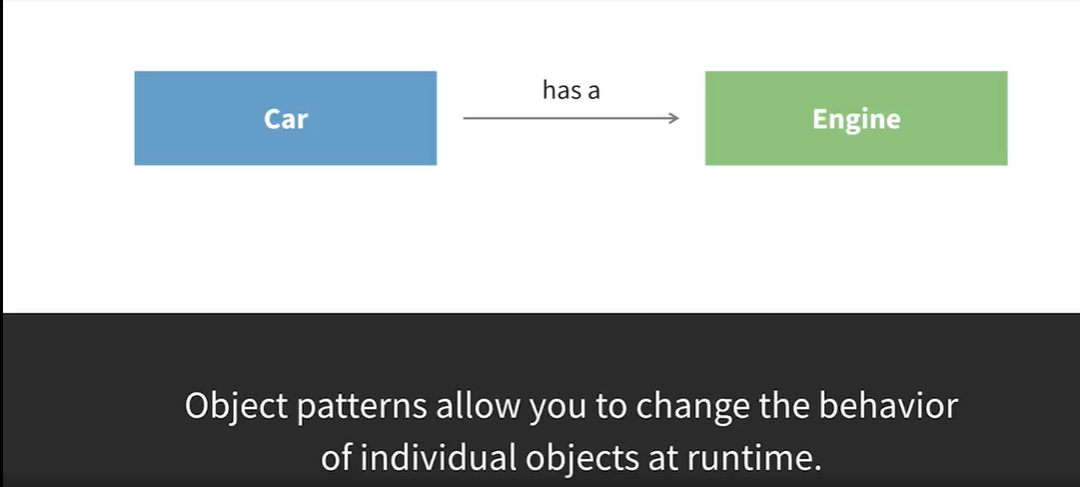 has a
Car
Engine
Object patterns allow you to change the behavior
of individual objects at runtime.